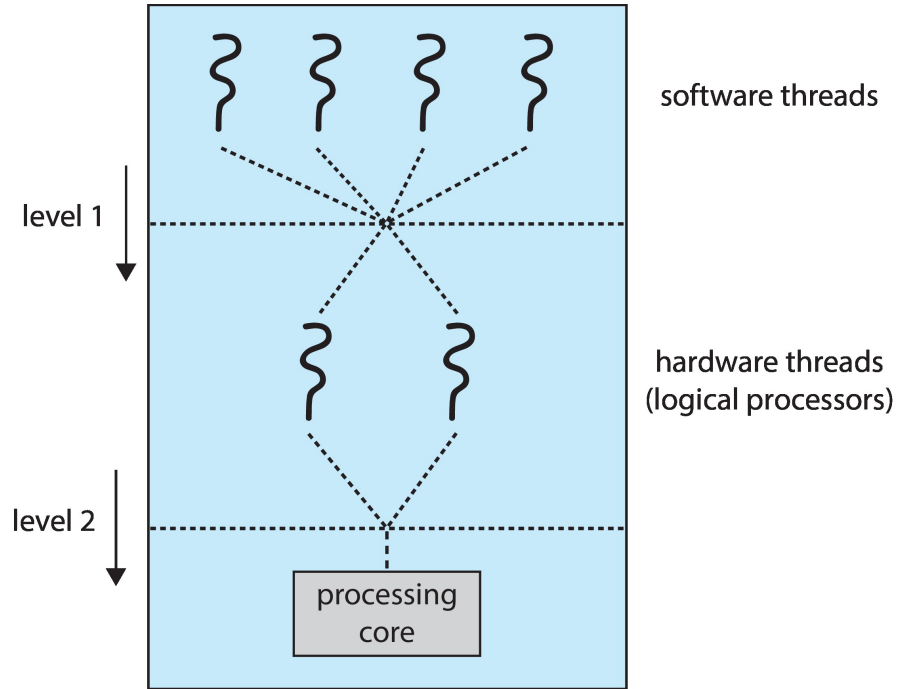 software threads
level 1
hardware threads
(logical processors)
level 2
processing
core